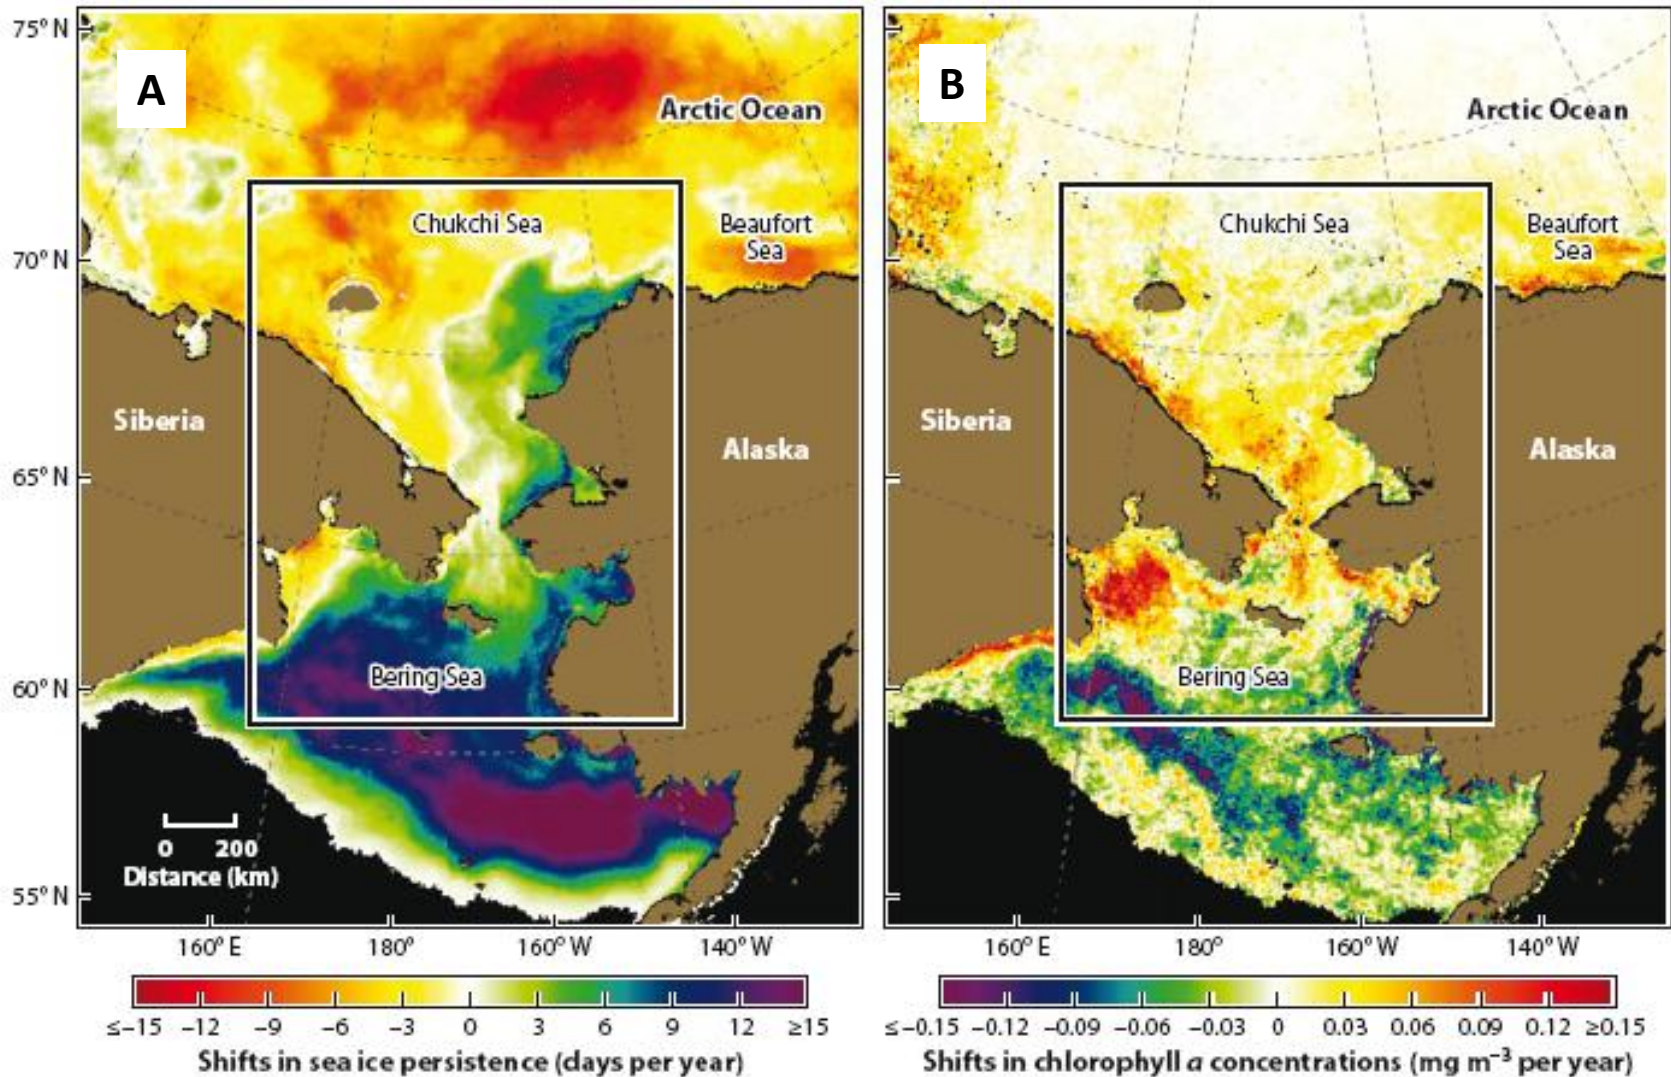 A
B
75° N
70° N
65° N
60° N
55° N
Arctic Ocean
Chukchi Sea
Beaufort
Sea
Siberia
Alaska
Bering Sea
0 200
Distance (km)
160° E 180° 160° W 140° W
≤−15 −12 −9 −6 −3 0 3 6 9 12 ≥15
Shifts in sea ice persistence (days per year)
Arctic Ocean
Chukchi Sea
Beaufort
Sea
Siberia
Alaska
Bering Sea
160° E 180° 160° W 140° W
≤−0.15 −0.12 −0.09 −0.06 −0.03 0 0.03 0.06 0.09 0.12 ≥0.15
Shifts in chlorophyll a concentrations (mg m⁻³ per year)